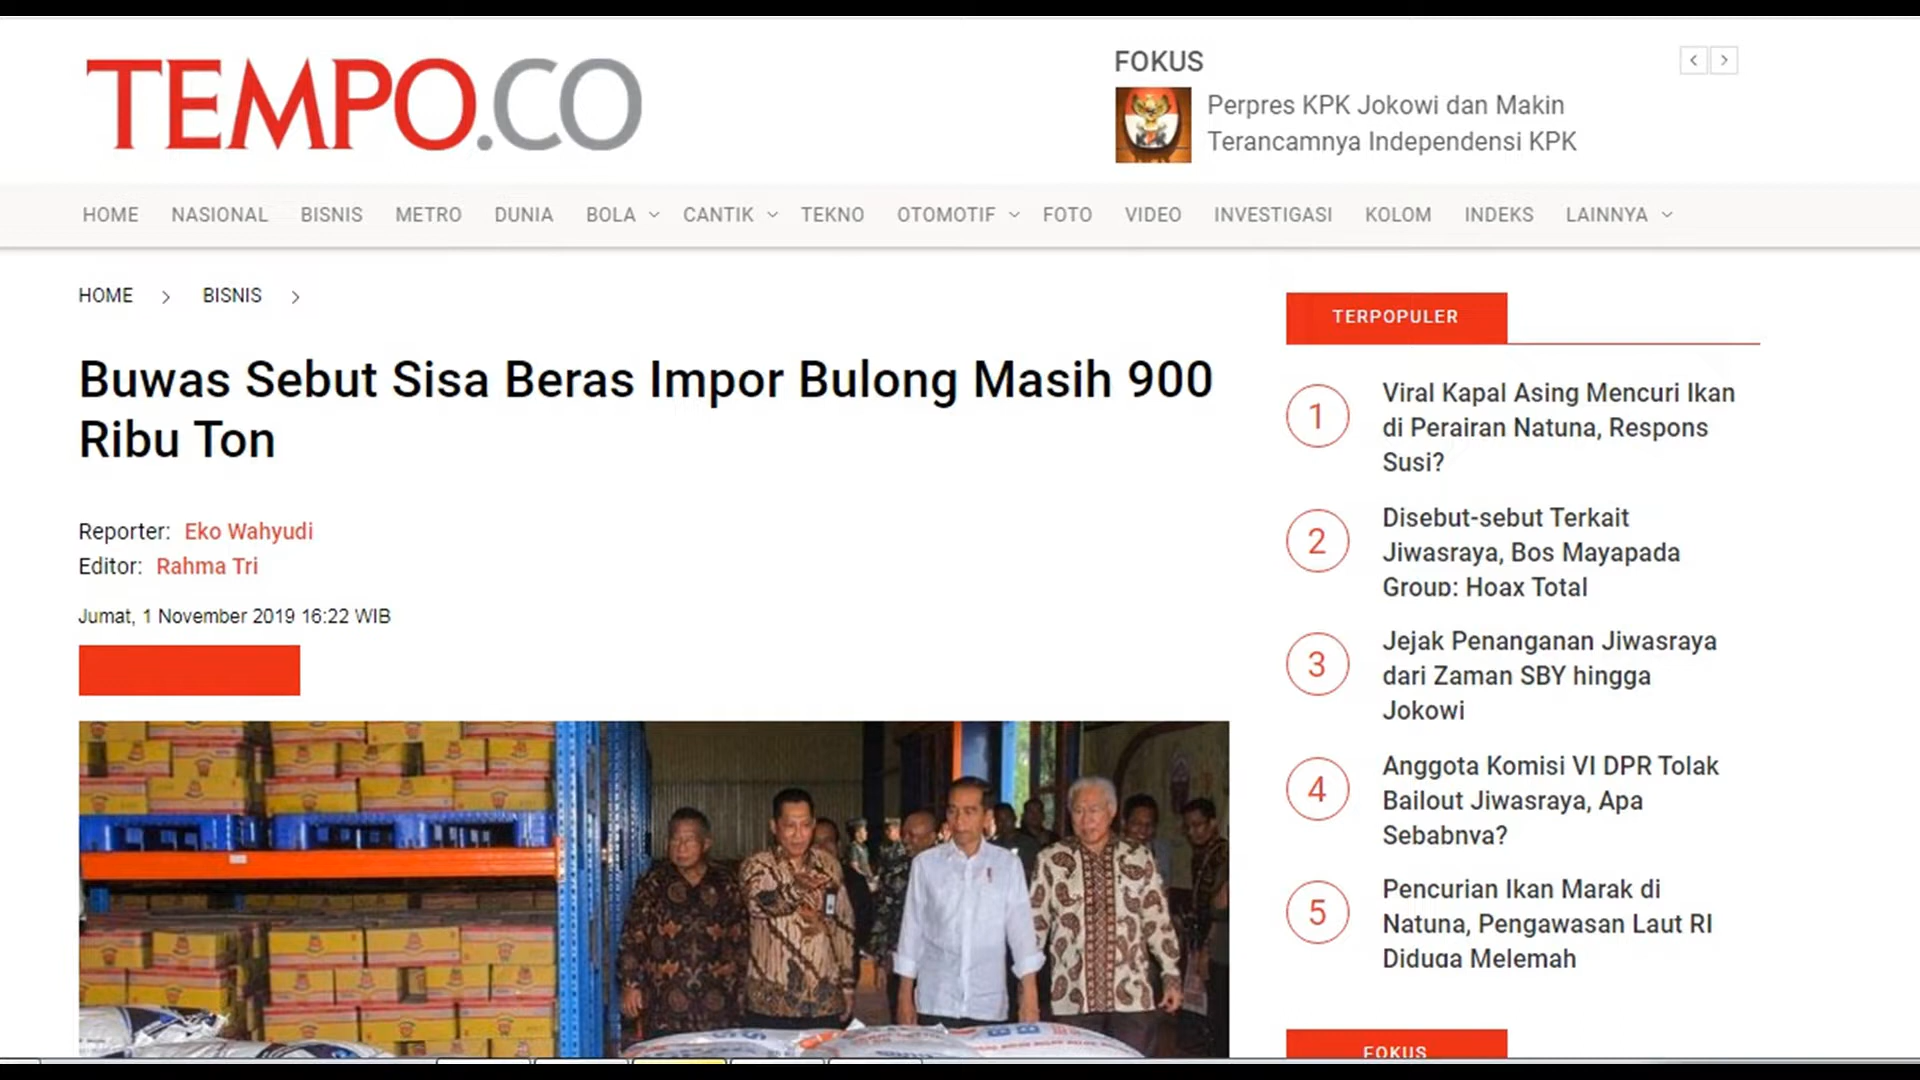 TEMPO.CO
FOKUS
Perpres KPK Jokowi dan Makin
Terancamnya Independensi KPK
HOME NASIONAL BISNIS METRO DUNIA BOLA CANTIK TEKNO OTOMOTIF FOTO VIDEO INVESTIGASI KOLOM INDEKS LAINNYA
HOME > BISNIS >
Buwas Sebut Sisa Beras Impor Bulong Masih 900
Ribu Ton
Reporter: Eko Wahyudi
Editor: Rahma Tri
Jumat, 1 November 2019 16:22 WIB
TERPOPULER
1
Viral Kapal Asing Mencuri Ikan
di Perairan Natuna, Respons
Susi?
2
Disebut-sebut Terkait
Jiwasraya, Bos Mayapada
Group: Hoax Total
3
Jejak Penanganan Jiwasraya
dari Zaman SBY hingga
Jokowi
4
Anggota Komisi VI DPR Tolak
Bailout Jiwasraya, Apa
Sebabnya?
5
Pencurian Ikan Marak di
Natuna, Pengawasan Laut RI
Diduga Melemah
FOKUS